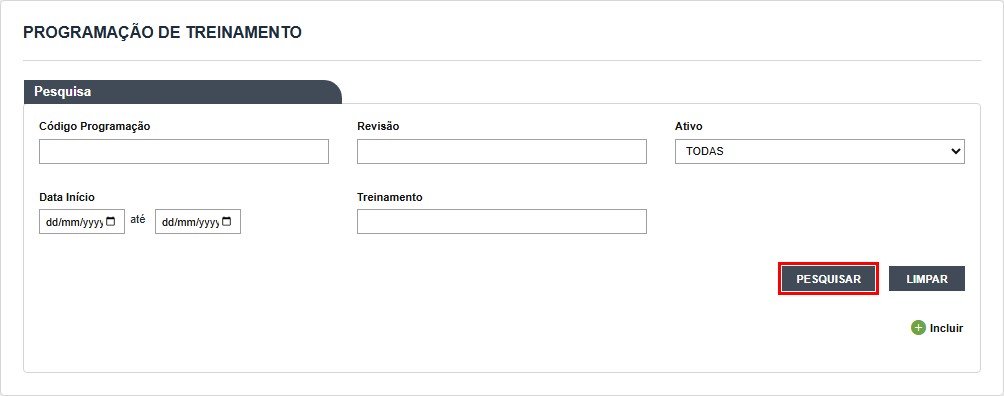 PROGRAMAÇÃO DE TREINAMENTO
Pesquisa
Código Programação
Revisão
Ativo
TODAS
Data Início
Treinamento
dd/mm/yyyy até dd/mm/yyyy
PESQUISAR
LIMPAR
Incluir